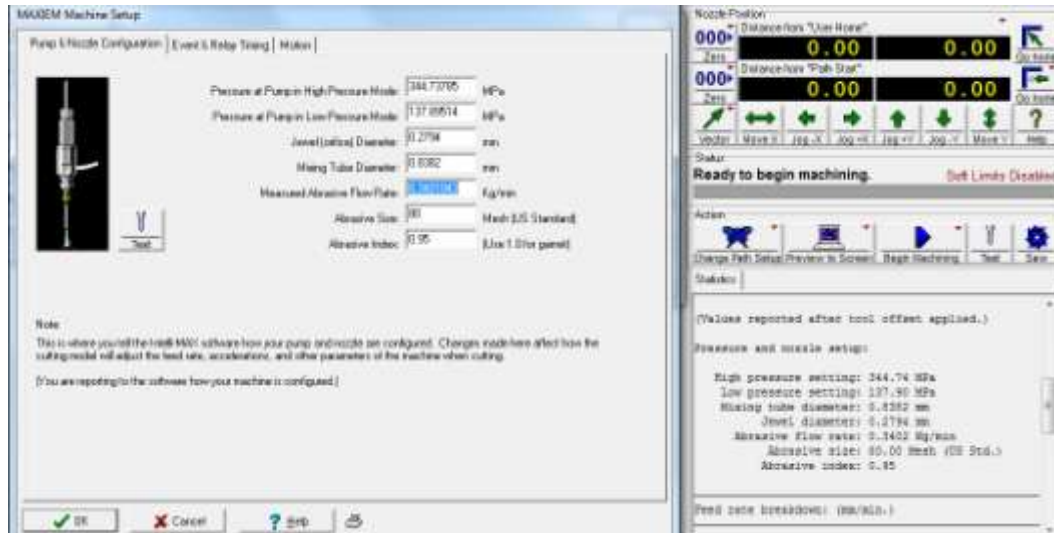 MAXIEM Machine Setup
Pump & Nozzle Configuration | Event & Relay Timing | Motion
Pressure at Pump in High Pressure Mode: 344.73785 MPa
Pressure at Pump in Low Pressure Mode: 137.89514 MPa
Jewel (orifice) Diameter: 0.2794 mm
Mixing Tube Diameter: 0.8382 mm
Measured Abrasive Flow Rate: Kg/min
Abrasive Size: 80 Mesh (US Standard)
Abrasive Index: 0.95 (Use 1.0 for garnet)
Test
Note
This is where you tell the Intelli-MAX software how your pump and nozzle are configured. Changes made here affect how the
cutting model will adjust the feed rate, accelerations, and other parameters of the machine when cutting.
(You are reporting to the software how your machine is configured.)
OK Cancel ? Help
Nozzle Position
Distance from "User Home"
000 0.00 0.00
Zero Go home
Distance from "Path Start"
000 0.00 0.00
Zero Go home
Vector Move X Jog -X Jog +X Jog +Y Jog -Y Move Y Help
Status
Ready to begin machining. Soft Limits Disabled
Action
Change Path Setup Preview to Screen Begin Machining Test Save
Statistics
(Values reported after tool offset applied.)
Pressure and nozzle setup:
High pressure setting: 344.74 MPa
low pressure setting: 137.90 MPa
Mixing tube diameter: 0.8382 mm
Jewel diameter: 0.2794 mm
Abrasive flow rate: 0.3402 Kg/min
Abrasive size: 80.00 Mesh (US Std.)
Abrasive index: 0.95
Feed rate breakdown: (mm/min.)